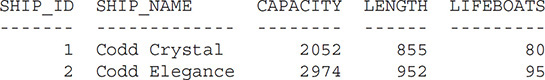 SHIP_ID SHIP_NAME CAPACITY LENGTH LIFEBOATS
------- ------------- -------- ------ ---------
1 Codd Crystal 2052 855 80
2 Codd Elegance 2974 952 95